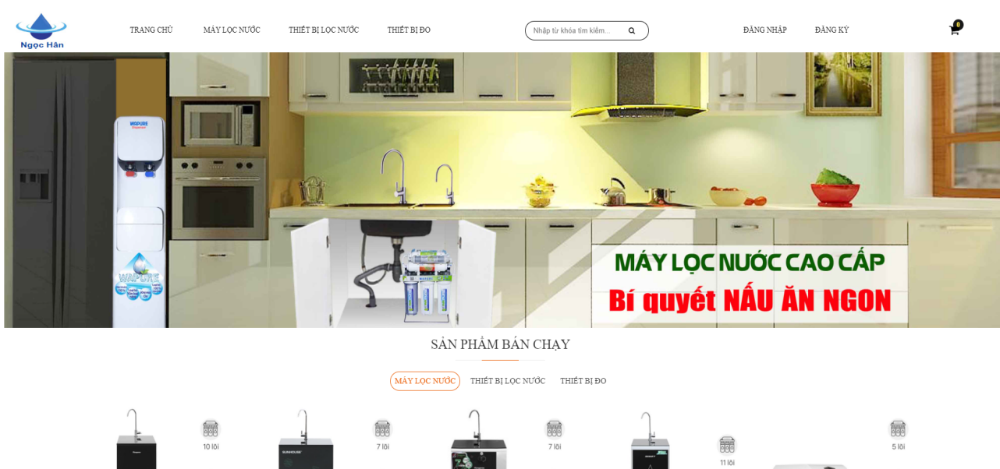 Ngọc Hân
TRANG CHỦ
MÁY LỌC NƯỚC
THIẾT BỊ LỌC NƯỚC
THIẾT BỊ ĐO
Nhập từ khóa tìm kiếm...
ĐĂNG NHẬP
ĐĂNG KÝ
0
WAPURE
Dispenser
WAPURE
MÁY LỌC NƯỚC CAO CẤP
Bí quyết NẤU ĂN NGON
SẢN PHẨM BÁN CHẠY
MÁY LỌC NƯỚC
THIẾT BỊ LỌC NƯỚC
THIẾT BỊ ĐO
10 lõi
SUNHOUSE
7 lõi
7 lõi
11 lõi
5 lõi